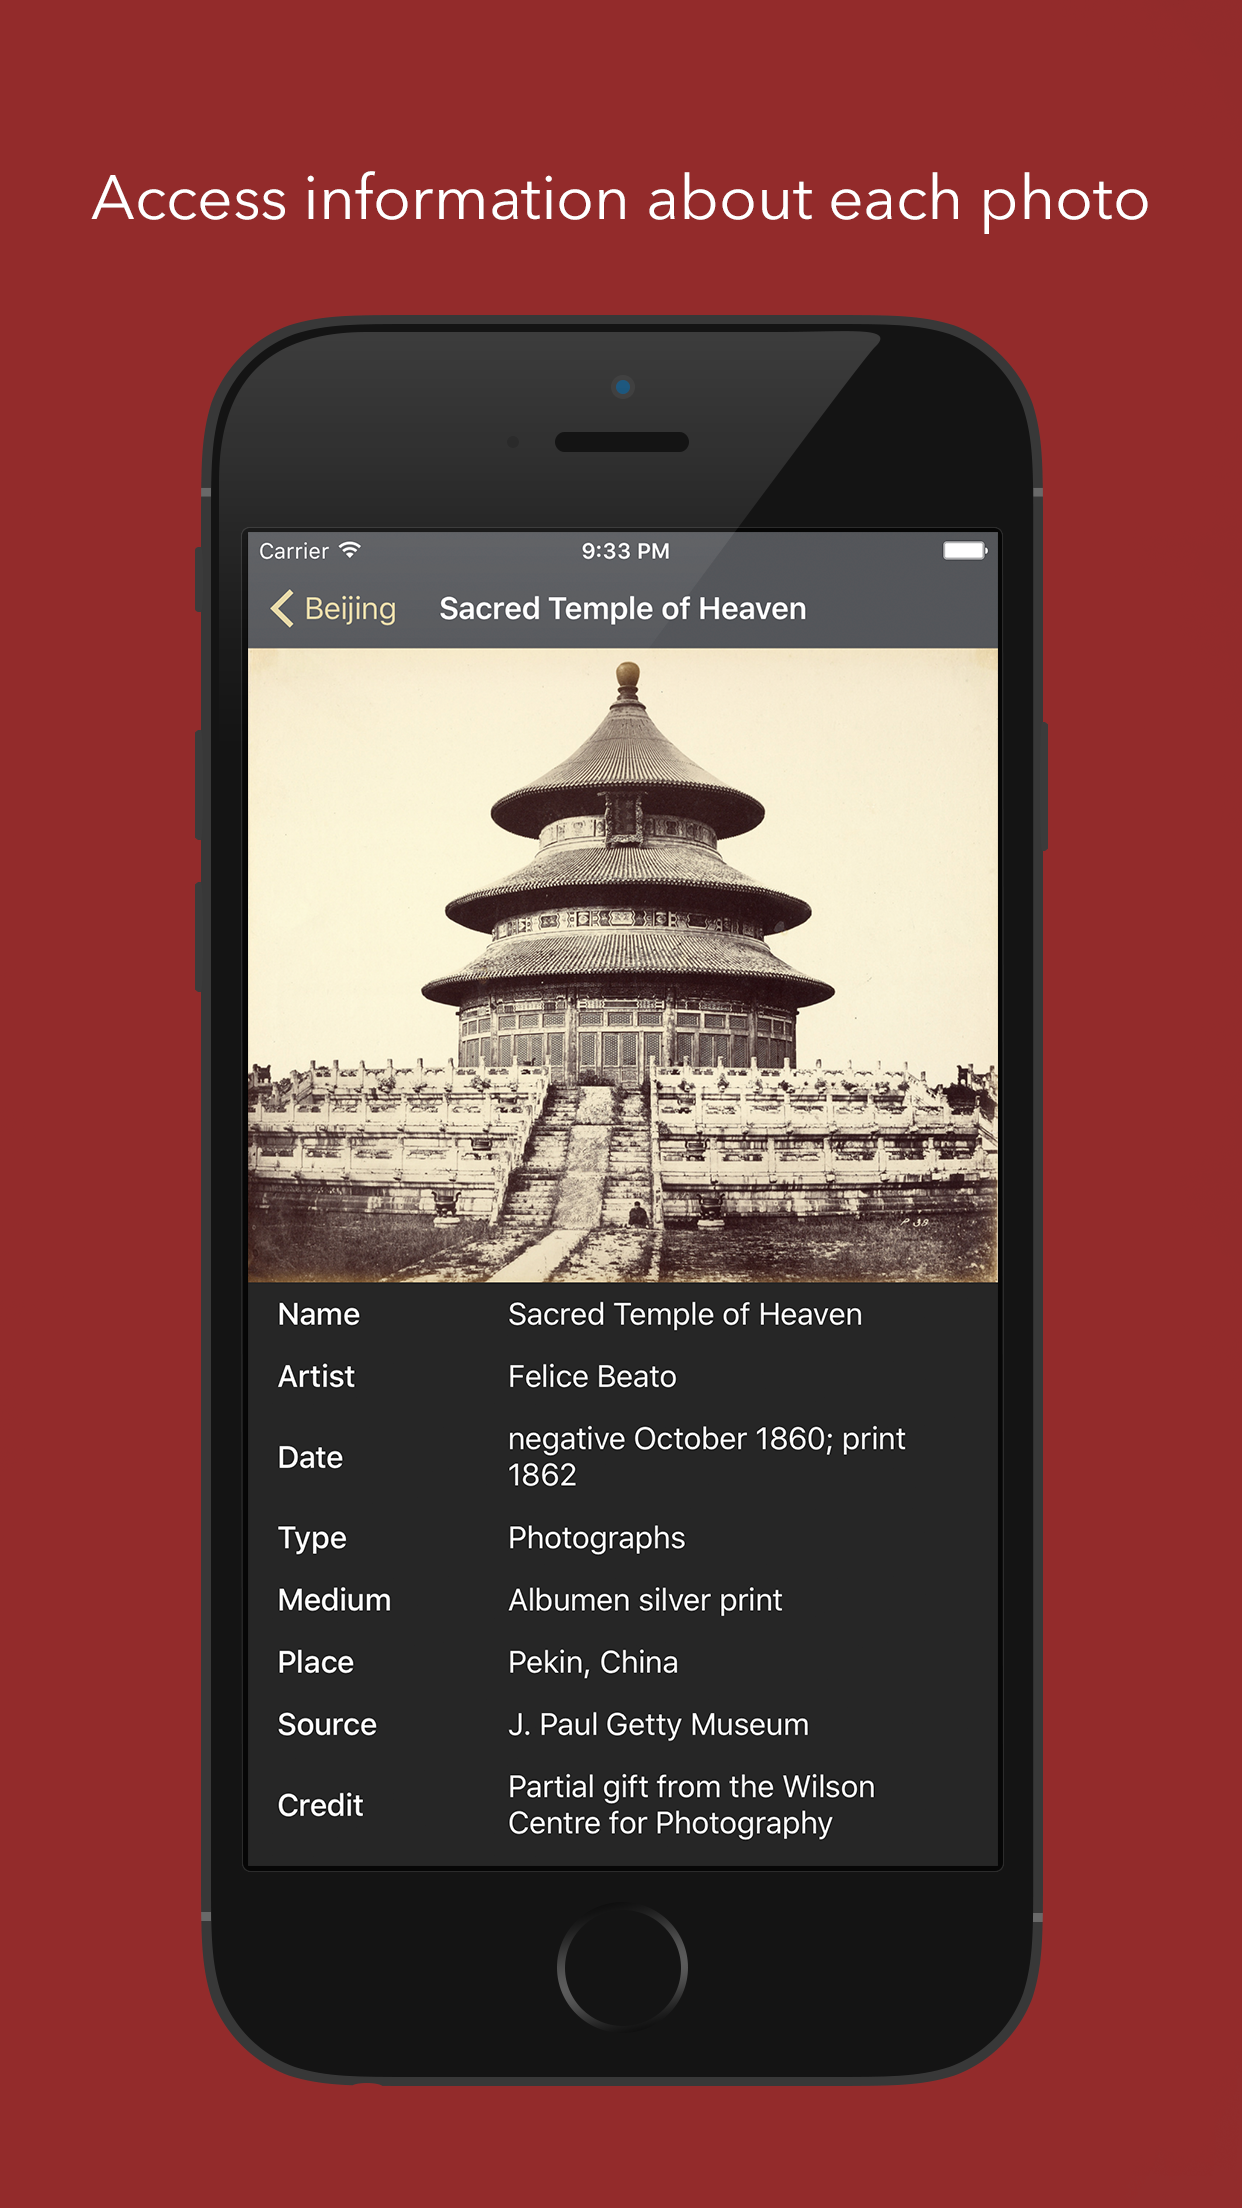 Access information about each photo
Carrier
9:33 PM
Beijing
Sacred Temple of Heaven
Name
Sacred Temple of Heaven
Artist
Felice Beato
Date
negative October 1860; print
1862
Type
Photographs
Medium
Albumen silver print
Place
Pekin, China
Source
J. Paul Getty Museum
Credit
Partial gift from the Wilson
Centre for Photography